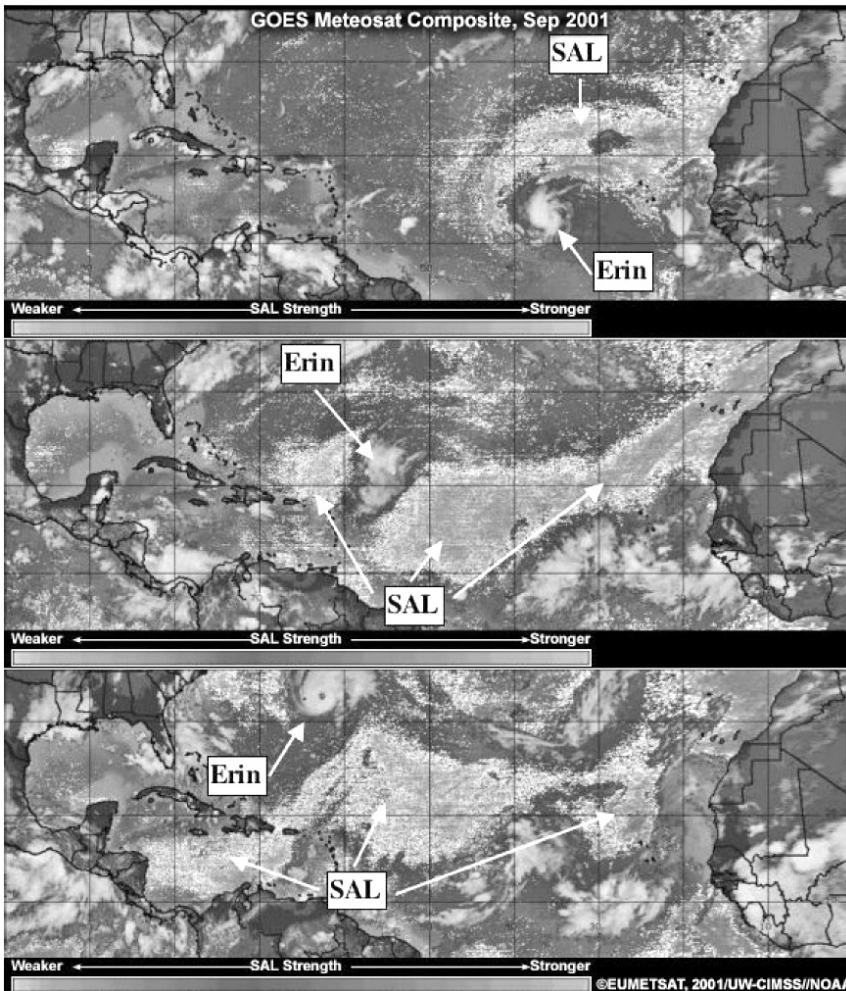 GOES Meteosat Composite, Sep 2001
SAL
Erin
Weaker SAL Strength Stronger
Erin
SAL
Weaker SAL Strength Stronger
Erin
SAL
Weaker SAL Strength Stronger
©EUMETSAT, 2001/UW-CIMSS//NOAA